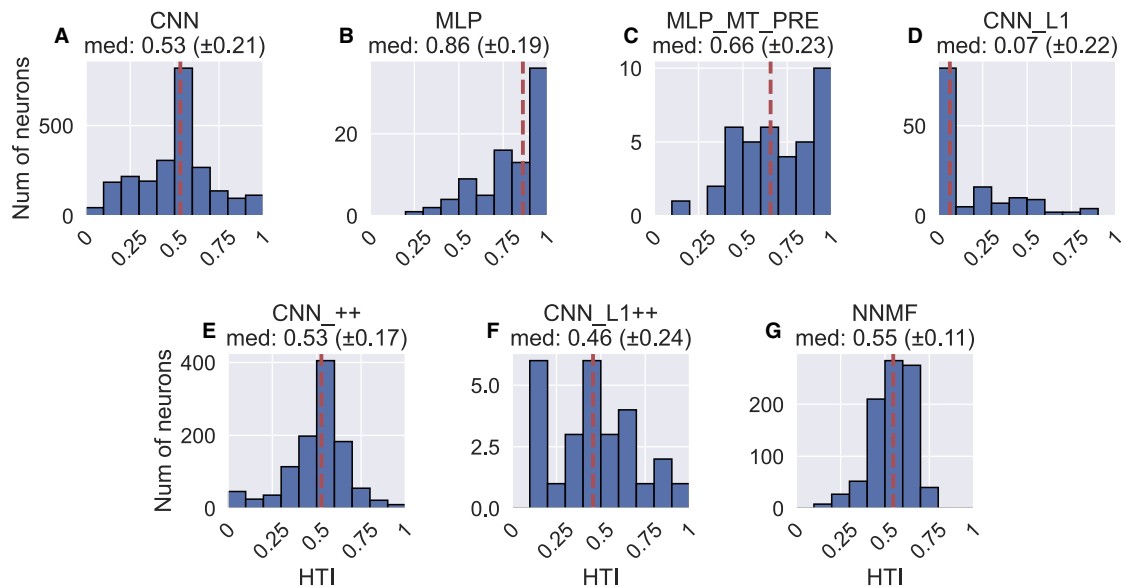 A CNN
med: 0.53 (±0.21)
B MLP
med: 0.86 (±0.19)
C MLP_MT_PRE
med: 0.66 (±0.23)
D CNN_L1
med: 0.07 (±0.22)
Num of neurons
500
0
0 0.25 0.5 0.75 1
20
0
0 0.25 0.5 0.75 1
10
5
0
0 0.25 0.5 0.75 1
50
0
0 0.25 0.5 0.75 1
E CNN_++
med: 0.53 (±0.17)
F CNN_L1++
med: 0.46 (±0.24)
G NNMF
med: 0.55 (±0.11)
Num of neurons
400
200
0
0 0.25 0.5 0.75 1
HTI
5.0
2.5
0.0
0 0.25 0.5 0.75 1
HTI
200
100
0
0 0.25 0.5 0.75 1
HTI